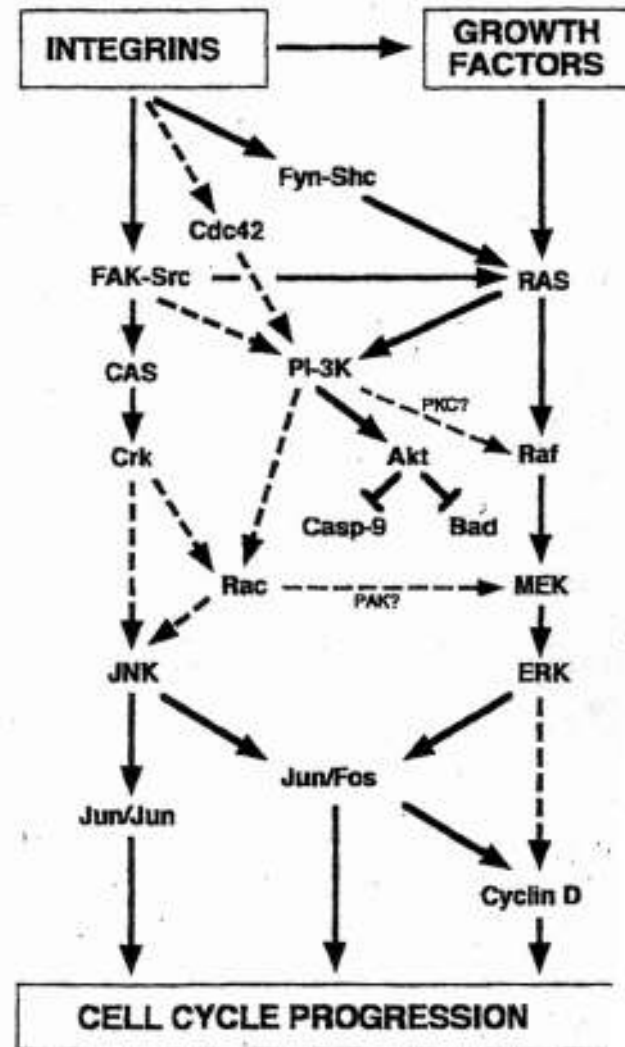 INTEGRINS
GROWTH
FACTORS
Fyn-Shc
Cdc42
FAK-Src
RAS
CAS
PI-3K
PKC?
Crk
Akt
Raf
Casp-9
Bad
Rac
PAK?
MEK
JNK
ERK
Jun/Fos
Jun/Jun
Cyclin D
CELL CYCLE PROGRESSION